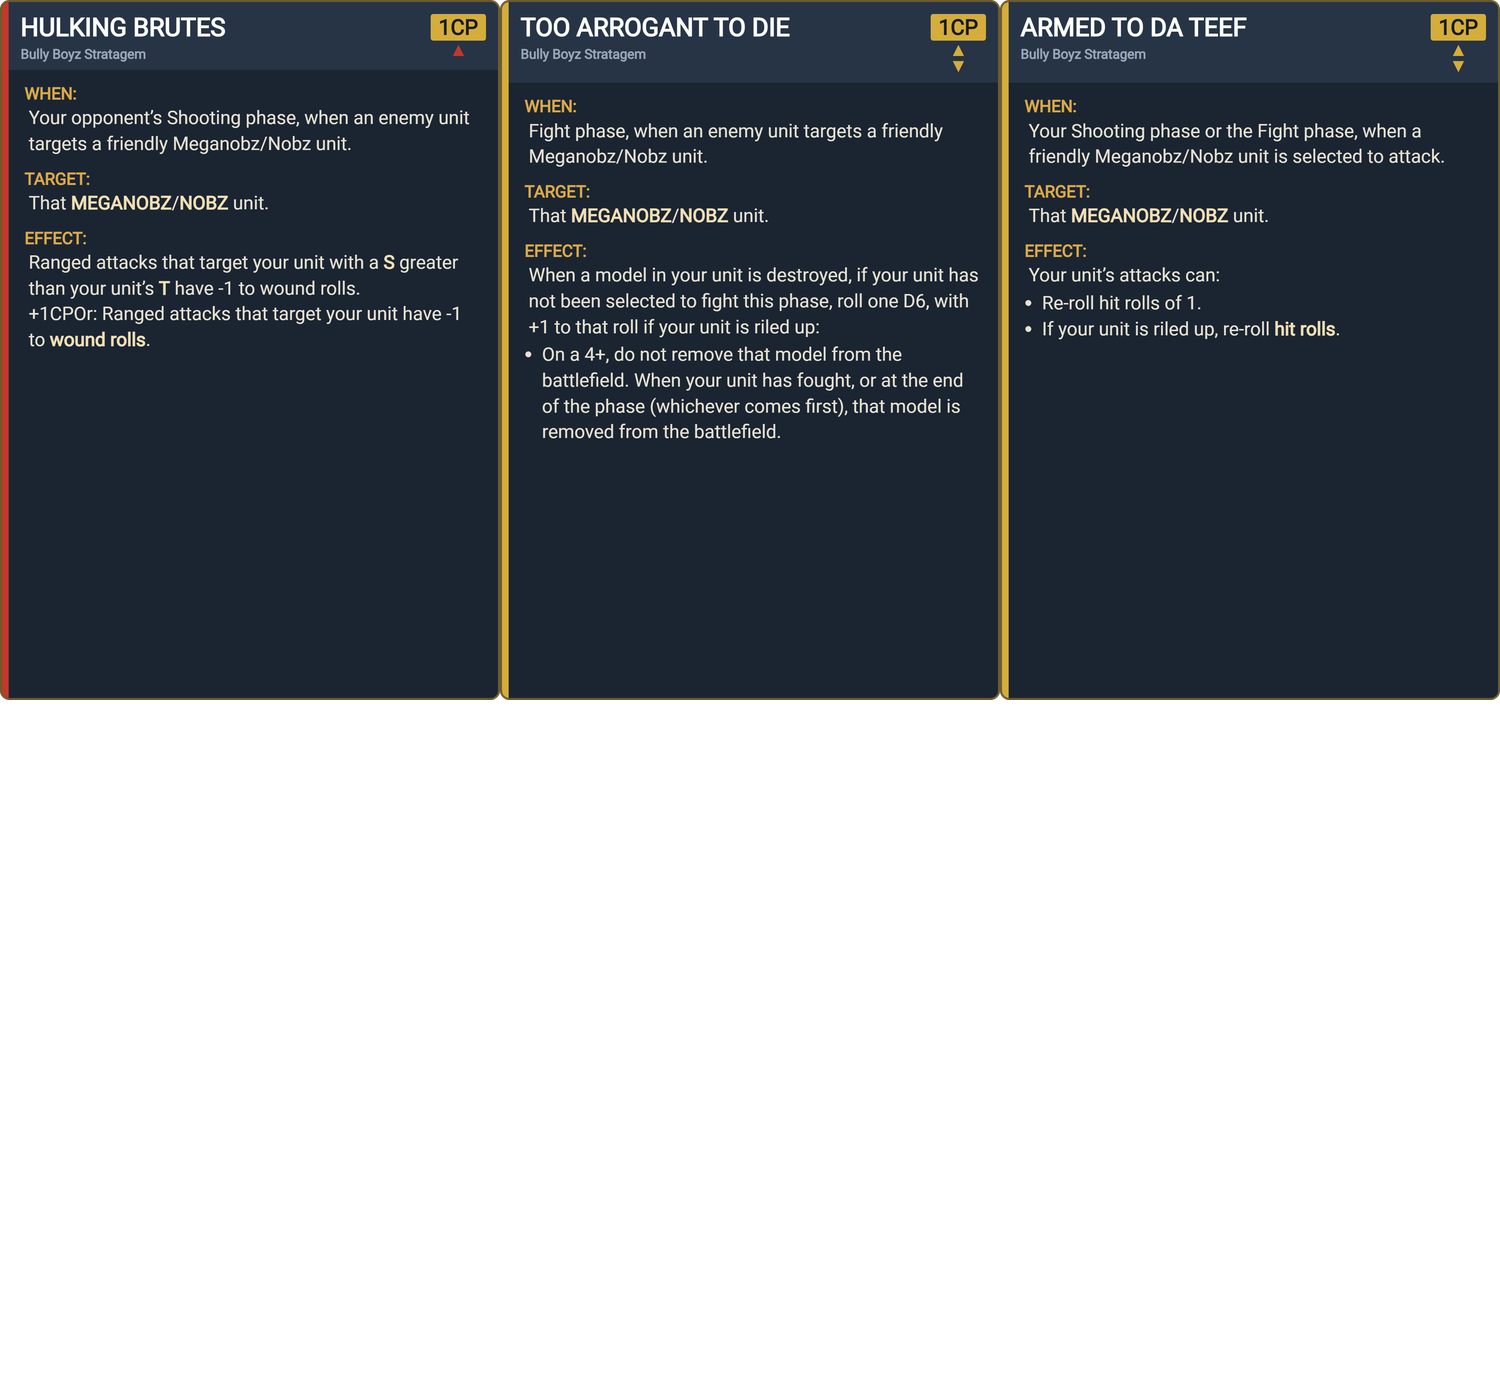 HULKING BRUTES
1CP
Bully Boyz Stratagem
WHEN:
Your opponent’s Shooting phase, when an enemy unit
targets a friendly Meganobz/Nobz unit.
TARGET:
That MEGANOBZ/NOBZ unit.
EFFECT:
Ranged attacks that target your unit with a S greater
than your unit’s T have -1 to wound rolls.
+1CPOr: Ranged attacks that target your unit have -1
to wound rolls.
TOO ARROGANT TO DIE
1CP
Bully Boyz Stratagem
WHEN:
Fight phase, when an enemy unit targets a friendly
Meganobz/Nobz unit.
TARGET:
That MEGANOBZ/NOBZ unit.
EFFECT:
When a model in your unit is destroyed, if your unit has
not been selected to fight this phase, roll one D6, with
+1 to that roll if your unit is riled up:
• On a 4+, do not remove that model from the
battlefield. When your unit has fought, or at the end
of the phase (whichever comes first), that model is
removed from the battlefield.
ARMED TO DA TEEF
1CP
Bully Boyz Stratagem
WHEN:
Your Shooting phase or the Fight phase, when a
friendly Meganobz/Nobz unit is selected to attack.
TARGET:
That MEGANOBZ/NOBZ unit.
EFFECT:
Your unit’s attacks can:
• Re-roll hit rolls of 1.
• If your unit is riled up, re-roll hit rolls.